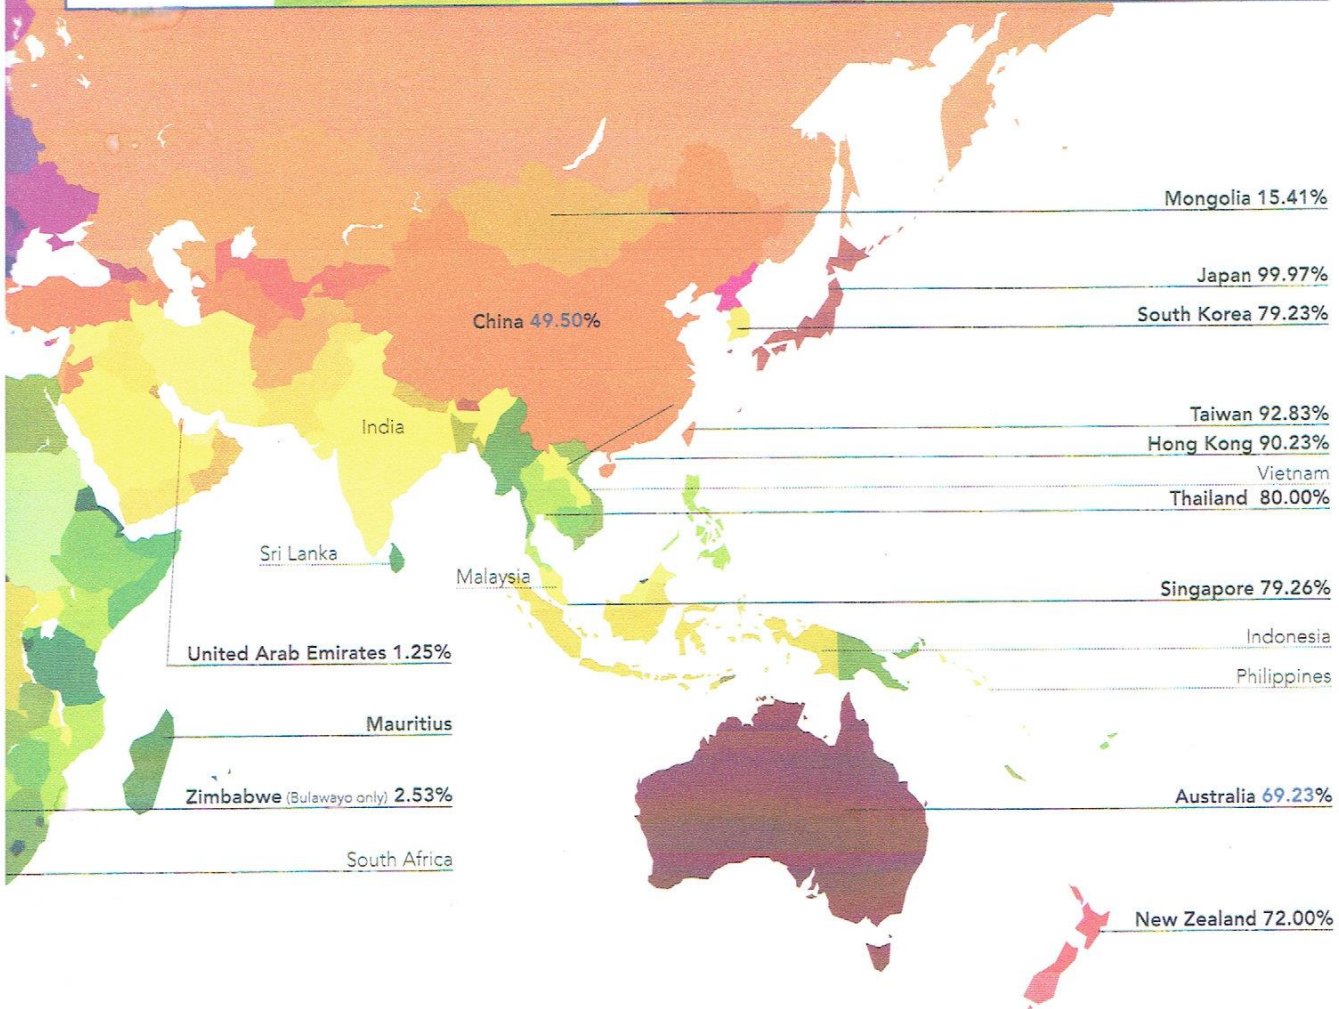 Mongolia 15.41%
Japan 99.97%
China 49.50%
South Korea 79.23%
Taiwan 92.83%
India
Hong Kong 90.23%
Vietnam
Thailand 80.00%
Sri Lanka
Malaysia
Singapore 79.26%
Indonesia
United Arab Emirates 1.25%
Philippines
Mauritius
Zimbabwe (Bulawayo only) 2.53%
Australia 69.23%
South Africa
New Zealand 72.00%